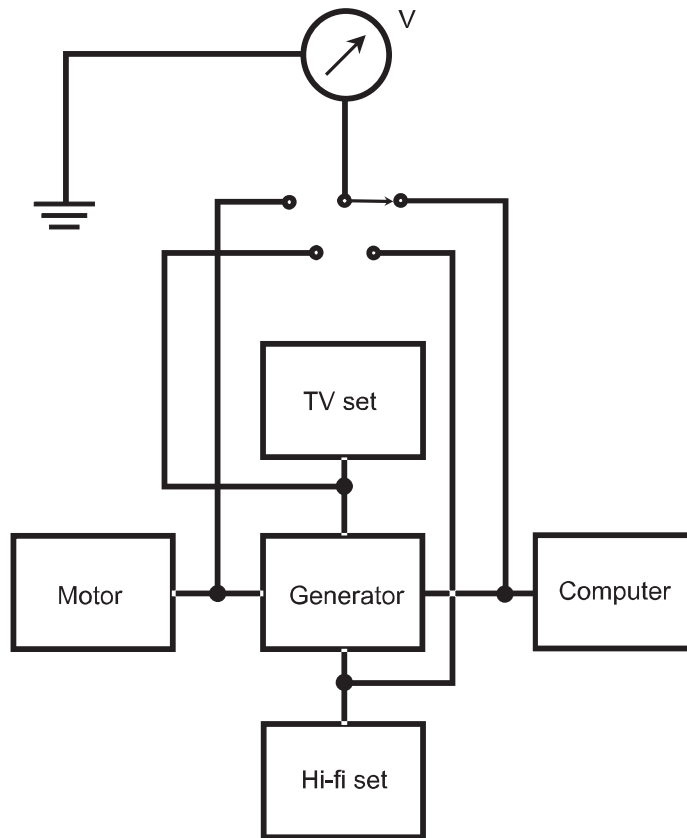 V
TV set
Motor
Generator
Computer
Hi-fi set